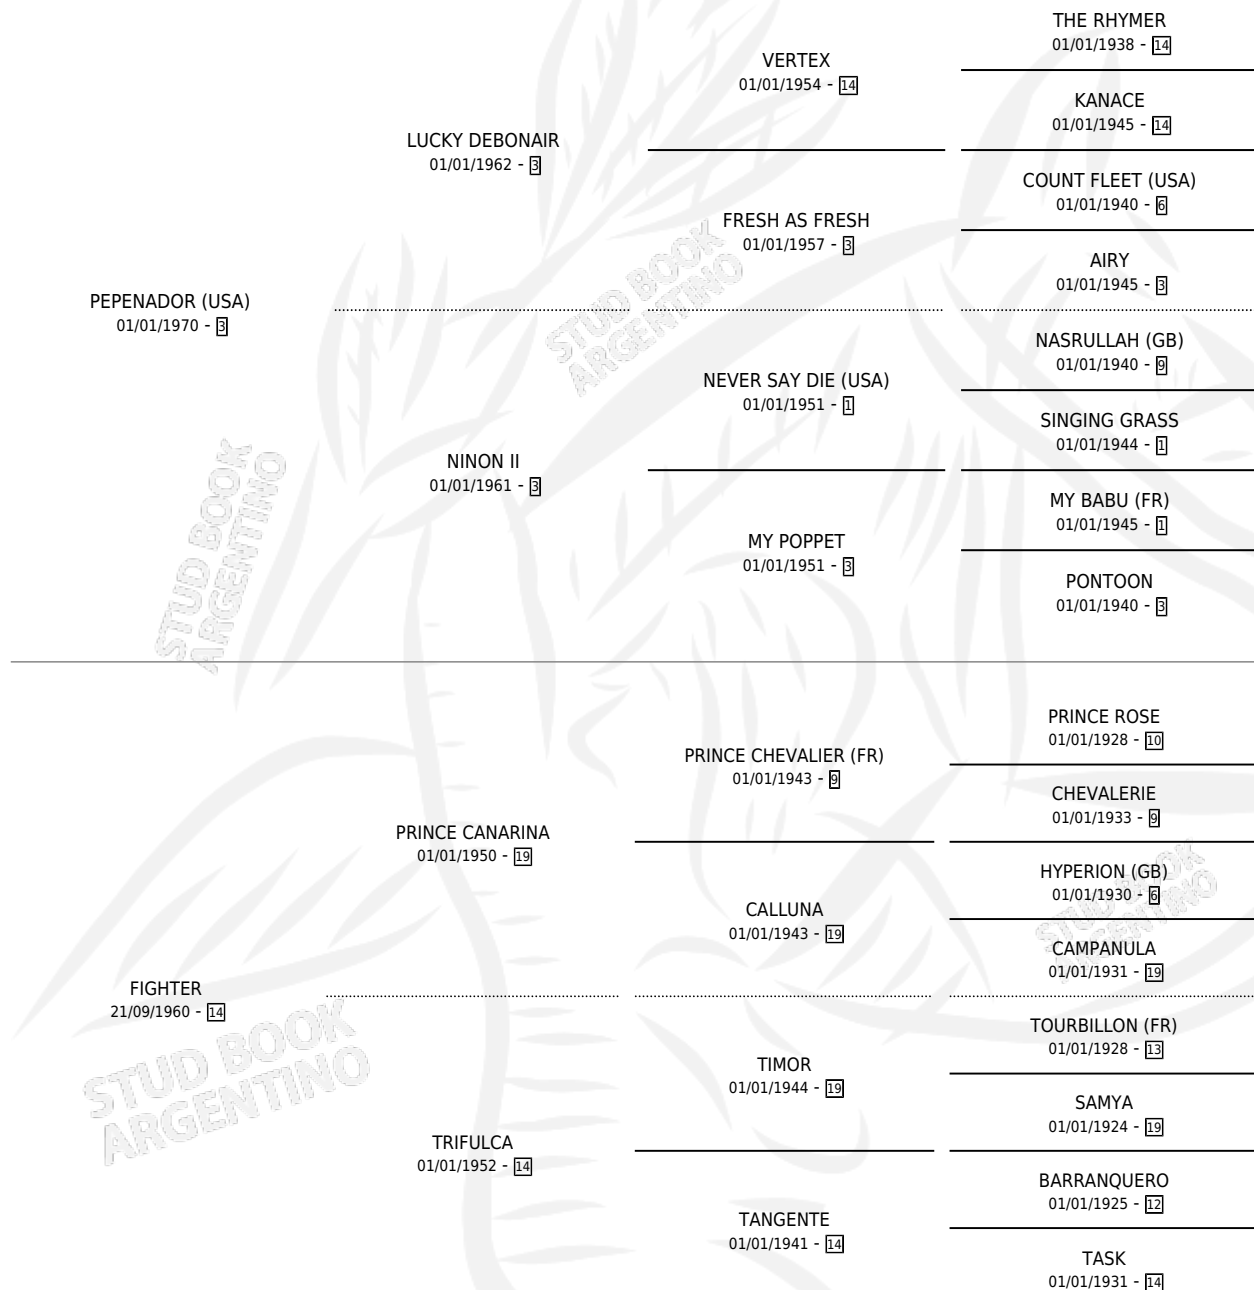 THE RHYMER
01/01/1938 - 14
VERTEX
01/01/1954 - 14
KANACE
01/01/1945 - 14
LUCKY DEBONAIR
01/01/1962 - 3
COUNT FLEET (USA)
01/01/1940 - 6
FRESH AS FRESH
01/01/1957 - 3
AIRY
01/01/1945 - 3
PEPENADOR (USA)
01/01/1970 - 3
NASRULLAH (GB)
01/01/1940 - 9
NEVER SAY DIE (USA)
01/01/1951 - 1
SINGING GRASS
01/01/1944 - 1
NINON II
01/01/1961 - 3
MY BABU (FR)
01/01/1945 - 1
MY POPPET
01/01/1951 - 3
PONTOON
01/01/1940 - 3
PRINCE ROSE
01/01/1928 - 10
PRINCE CHEVALIER (FR)
01/01/1943 - 9
CHEVALERIE
01/01/1933 - 9
PRINCE CANARINA
01/01/1950 - 19
HYPERION (GB)
01/01/1930 - 6
CALLUNA
01/01/1943 - 19
CAMPANULA
01/01/1931 - 19
FIGHTER
21/09/1960 - 14
TOURBILLON (FR)
01/01/1928 - 13
TIMOR
01/01/1944 - 19
SAMYA
01/01/1924 - 19
TRIFULCA
01/01/1952 - 14
BARRANQUERO
01/01/1925 - 12
TANGENTE
01/01/1941 - 14
TASK
01/01/1931 - 14
STUD BOOK
ARGENTINO
STUD BOOK
ARGENTINO
STUD BOOK
ARGENTINO
STUD BOOK
ARGENTINO